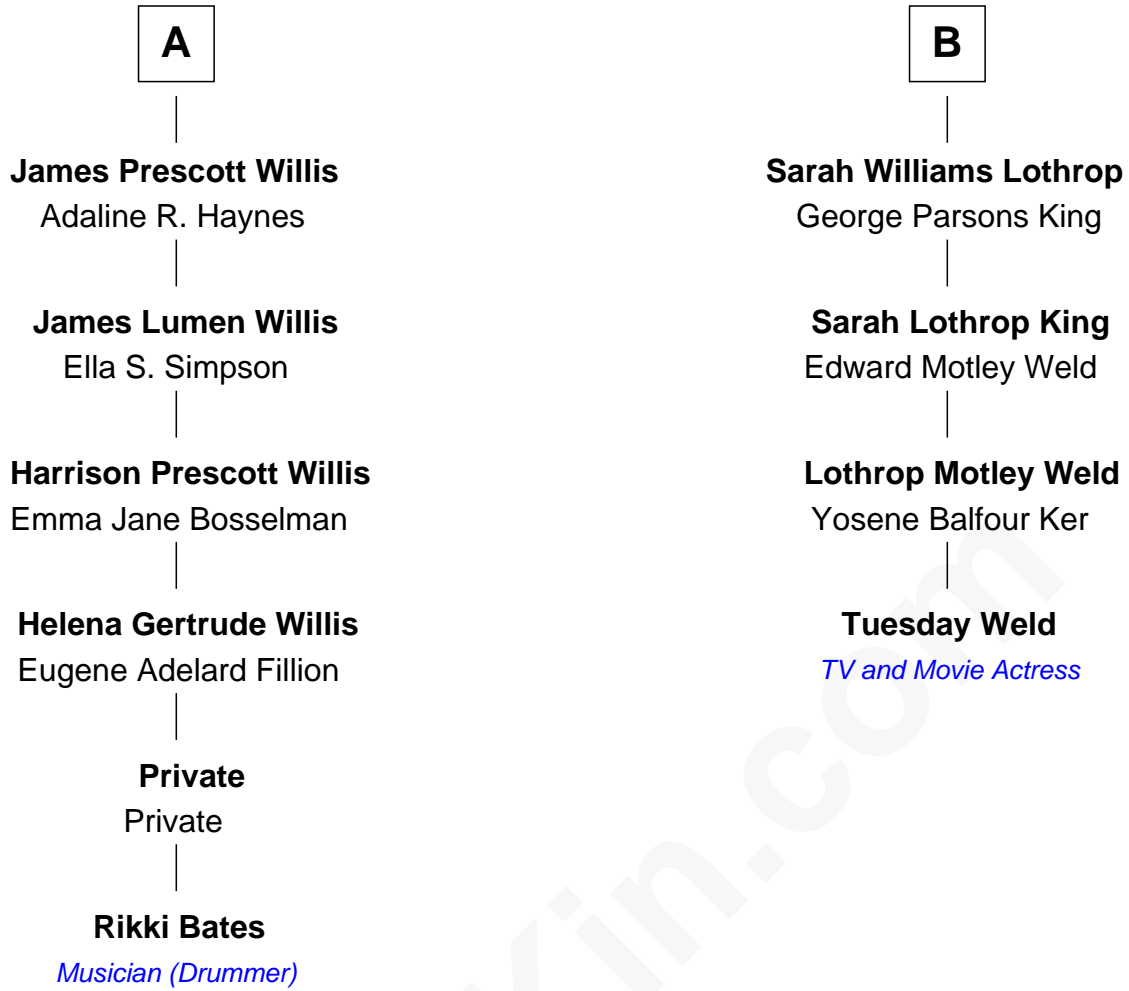 A
James Prescott Willis
Adaline R. Haynes
James Lumen Willis
Ella S. Simpson
Harrison Prescott Willis
Emma Jane Bosselman
Helena Gertrude Willis
Eugene Adelard Fillion
Private
Private
Rikki Bates
Musician (Drummer)
B
Sarah Williams Lothrop
George Parsons King
Sarah Lothrop King
Edward Motley Weld
Lothrop Motley Weld
Yosene Balfour Ker
Tuesday Weld
TV and Movie Actress
Kin.com